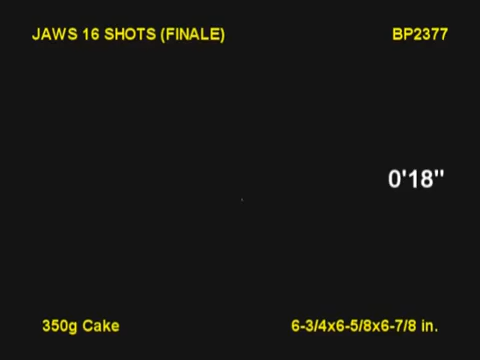 JAWS 16 SHOTS (FINALE)
BP2377
0'18"
350g Cake
6-3/4x6-5/8x6-7/8 in.